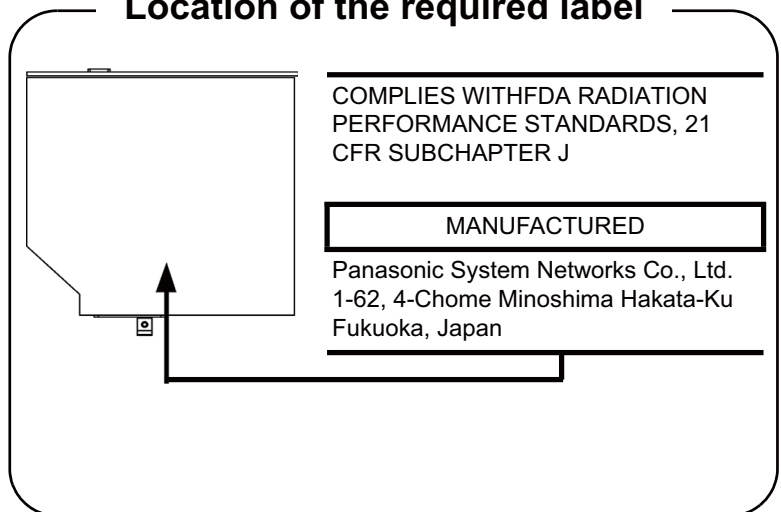 Location of the required label
COMPLIES WITHFDA RADIATION
PERFORMANCE STANDARDS, 21
CFR SUBCHAPTER J
MANUFACTURED
Panasonic System Networks Co., Ltd.
1-62, 4-Chome Minoshima Hakata-Ku
Fukuoka, Japan